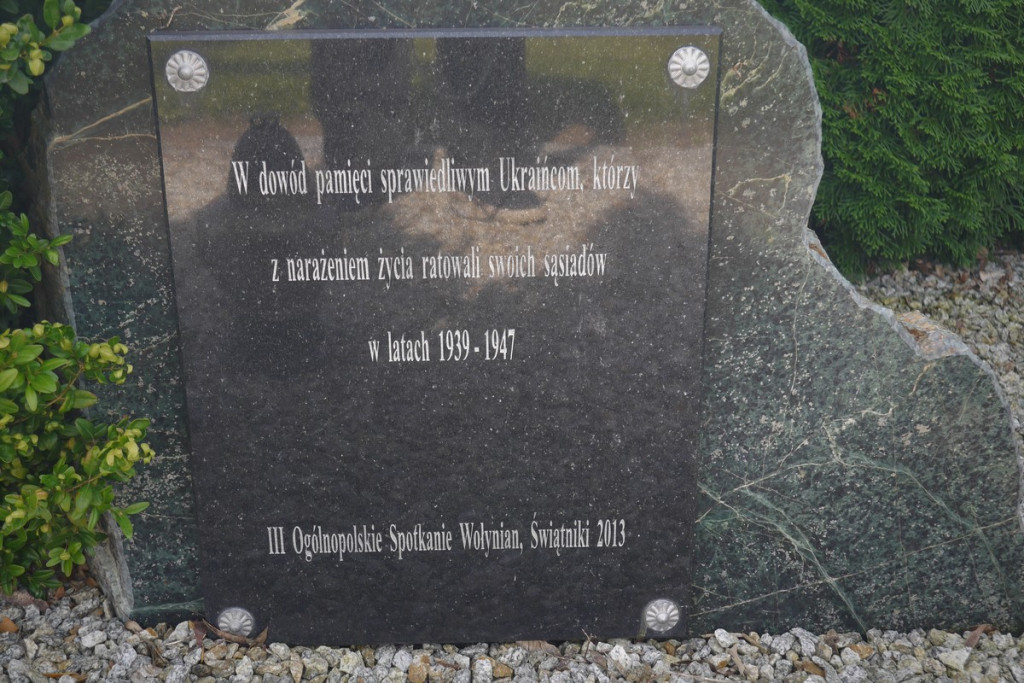 W dowód pamięci sprawiedliwym Ukraińcom, którzy
z narażeniem życia ratowali swoich sąsiadów
w latach 1939 - 1947
III Ogólnopolskie Spotkanie Wołynian, Świątniki 2013